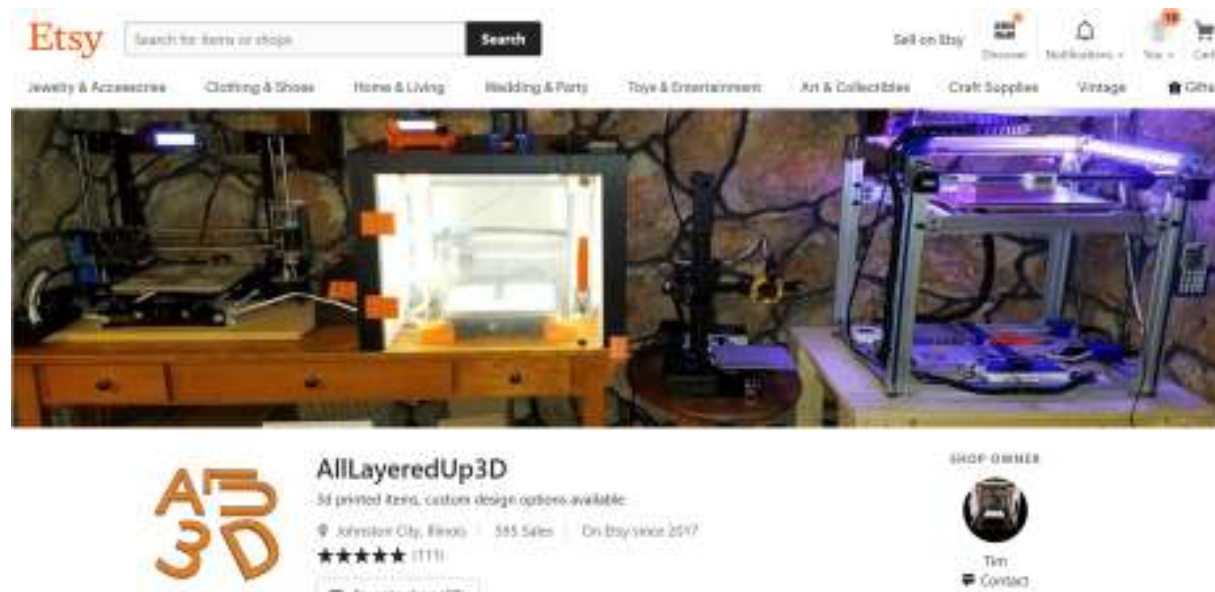 Etsy
Search for items or shops
Search
Sell on Etsy
Discover
Notifications
You
Cart
Jewelry & Accessories
Clothing & Shoes
Home & Living
Wedding & Party
Toys & Entertainment
Art & Collectibles
Craft Supplies
Vintage
Gifts
AllLayeredUp3D
3d printed items, custom design options available
Johnston City, Illinois
On Etsy since 2017
(111)
3D
SHOP OWNER
Tim
Contact